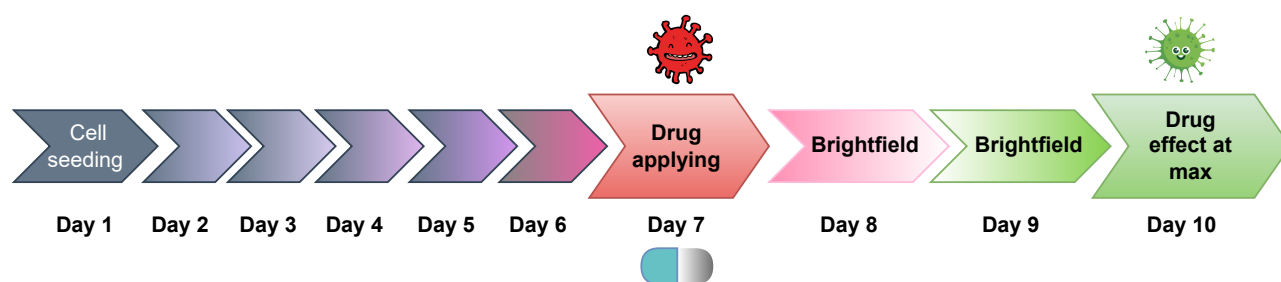 Cell
seeding
Drug
applying
Brightfield
Brightfield
Drug
effect at
max
Day 1
Day 2
Day 3
Day 4
Day 5
Day 6
Day 7
Day 8
Day 9
Day 10